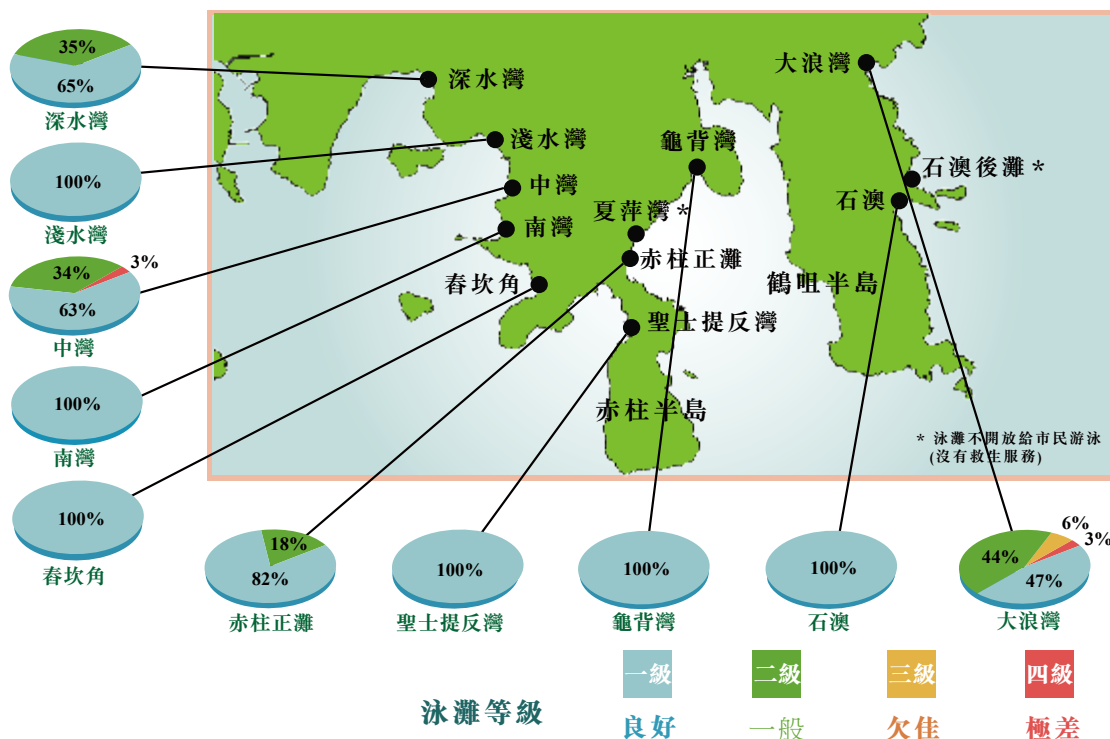 35%
65%
深水灣
100%
淺水灣
34%
3%
63%
中灣
100%
南灣
100%
舂坎角
深水灣
淺水灣
中灣
南灣
舂坎角
夏萍灣*
龜背灣
赤柱正灘
聖士提反灣
赤柱半島
大浪灣
石澳後灘*
石澳
鶴咀半島
* 泳灘不開放給市民游泳
(沒有救生服務)
18%
82%
赤柱正灘
100%
聖士提反灣
100%
龜背灣
100%
石澳
44%
6%
3%
47%
大浪灣
泳灘等級
一級
二級
三級
四級
良好
一般
欠佳
極差